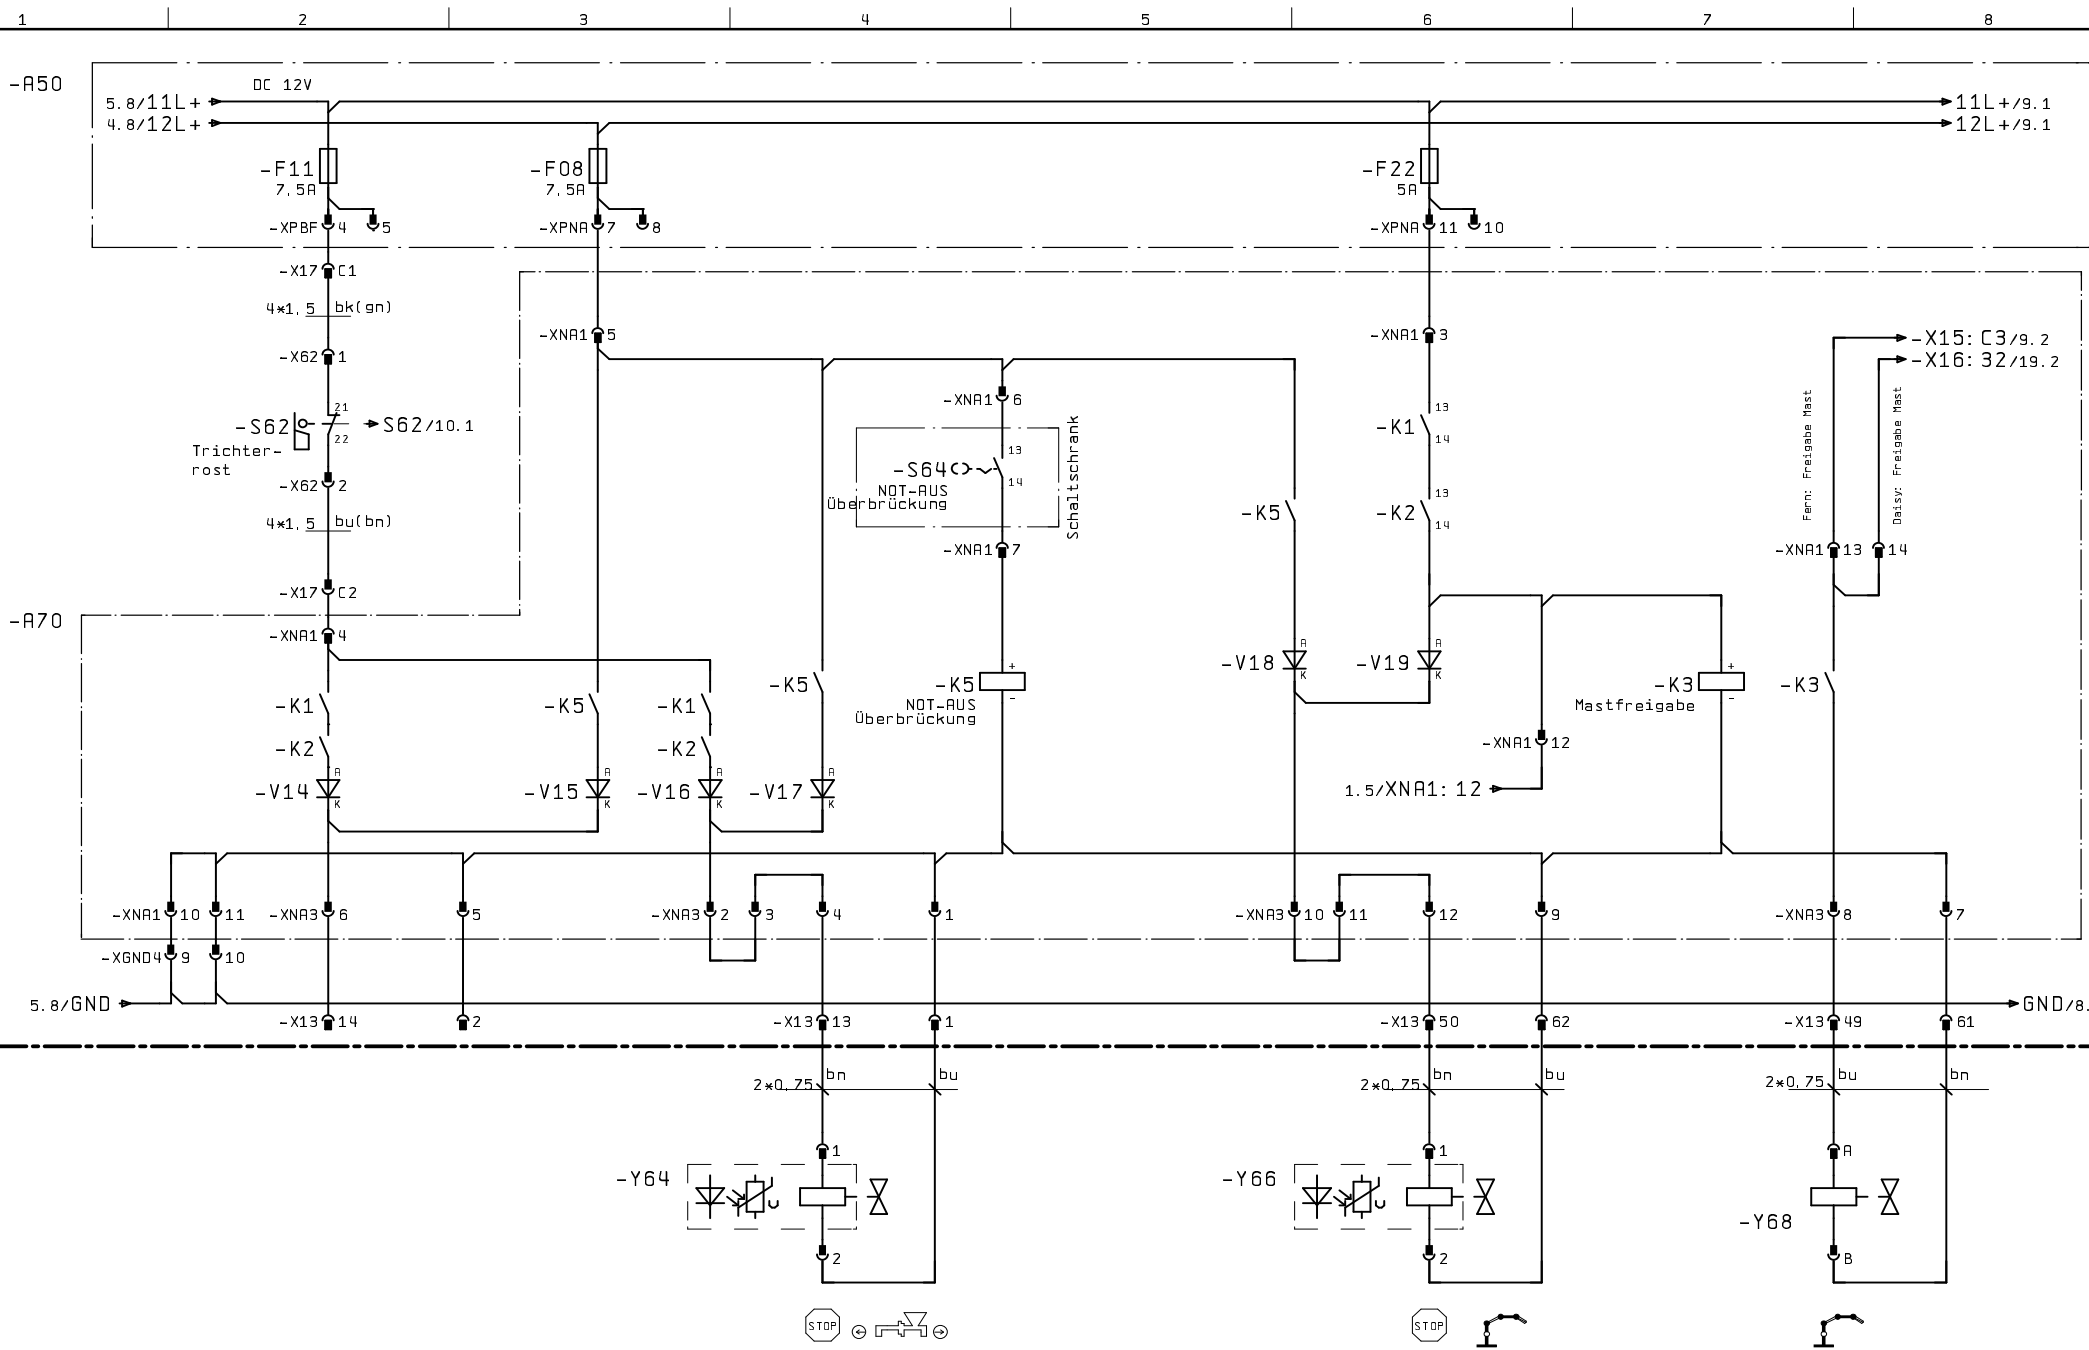 1 2 3 4 5 6 7 8
-A50
DC 12V
5.8/11L+
11L+/9.1
4.8/12L+
12L+/9.1
-F11
7,5A
-F08
7,5A
-F22
5A
-XPBF 4 5
-XPNA 7 8
-XPNA 11 10
-X17 C1
4*1,5 bk(gn)
-XNA1 5
-XNA1 3
-X15:C3/9.2
-X62 1
-X16:32/19.2
-XNA1 6
Schaltschrank
Fern: Freigabe Mast
Daisy: Freigabe Mast
-S62
21
22
S62/10.1
Trichter-
rost
-K1
13
14
-S64
13
14
NOT-AUS
Überbrückung
-X62 2
-K5
-K2
13
14
4*1,5 bu(bn)
-XNA1 7
-XNA1 13 14
-X17 C2
-A70
-XNA1 4
-V18
A
K
-V19
A
K
-K1
-K5
-K1
-K5
-K5
+
-
NOT-AUS
Überbrückung
-K3
+
-
Mastfreigabe
-K3
-K2
-K2
-XNA1 12
-V14
A
K
-V15
A
K
-V16
A
K
-V17
A
K
1.5/XNA1:12
-XNA1 10 11
-XNA3 6 5
-XNA3 2 3 4 1
-XNA3 10 11 12 9
-XNA3 8 7
-XGND4 9 10
5.8/GND
GND/8.
-X13 14 2
-X13 13 1
-X13 50 62
-X13 49 61
2*0,75 bn bu
2*0,75 bn bu
2*0,75 bu bn
1
1
A
-Y64
U
-Y66
U
-Y68
2
2
B
STOP
STOP